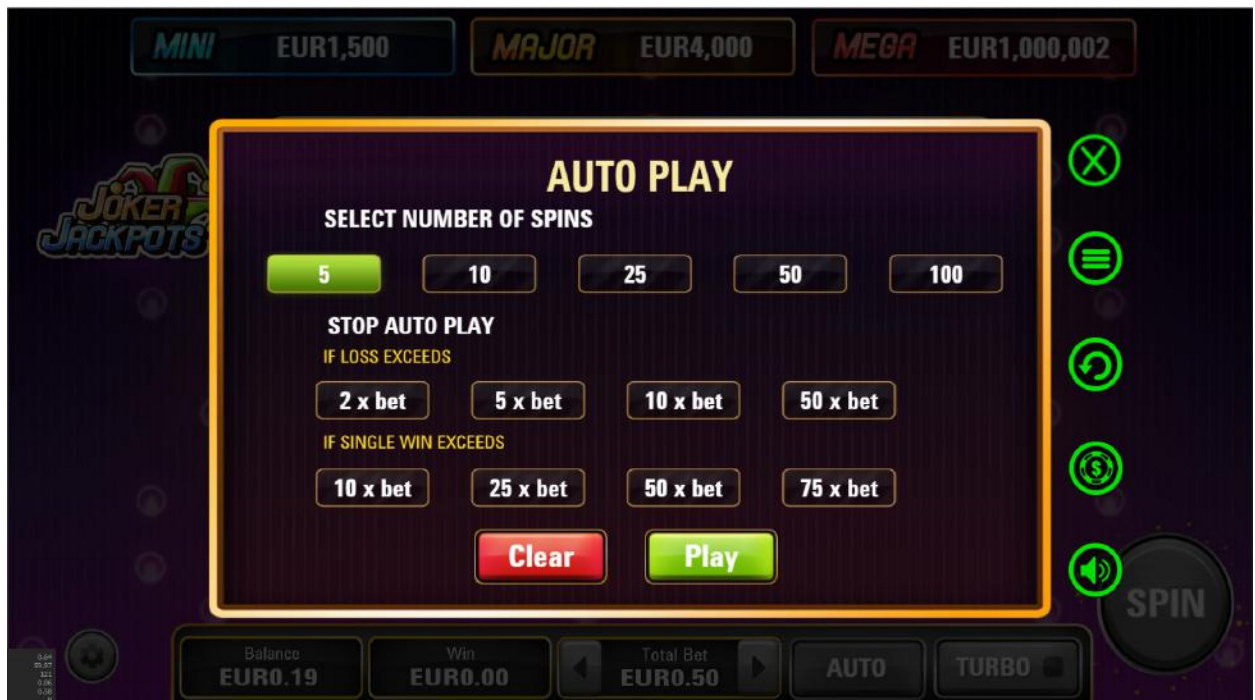 MINI EUR1,500 MAJOR EUR4,000 MEGA EUR1,000,002
JOKER
JACKPOTS
AUTO PLAY
SELECT NUMBER OF SPINS
5 10 25 50 100
STOP AUTO PLAY
IF LOSS EXCEEDS
2 x bet 5 x bet 10 x bet 50 x bet
IF SINGLE WIN EXCEEDS
10 x bet 25 x bet 50 x bet 75 x bet
Clear Play
SPIN
Balance Win Total Bet
EUR0.19 EUR0.00 EUR0.50 AUTO TURBO